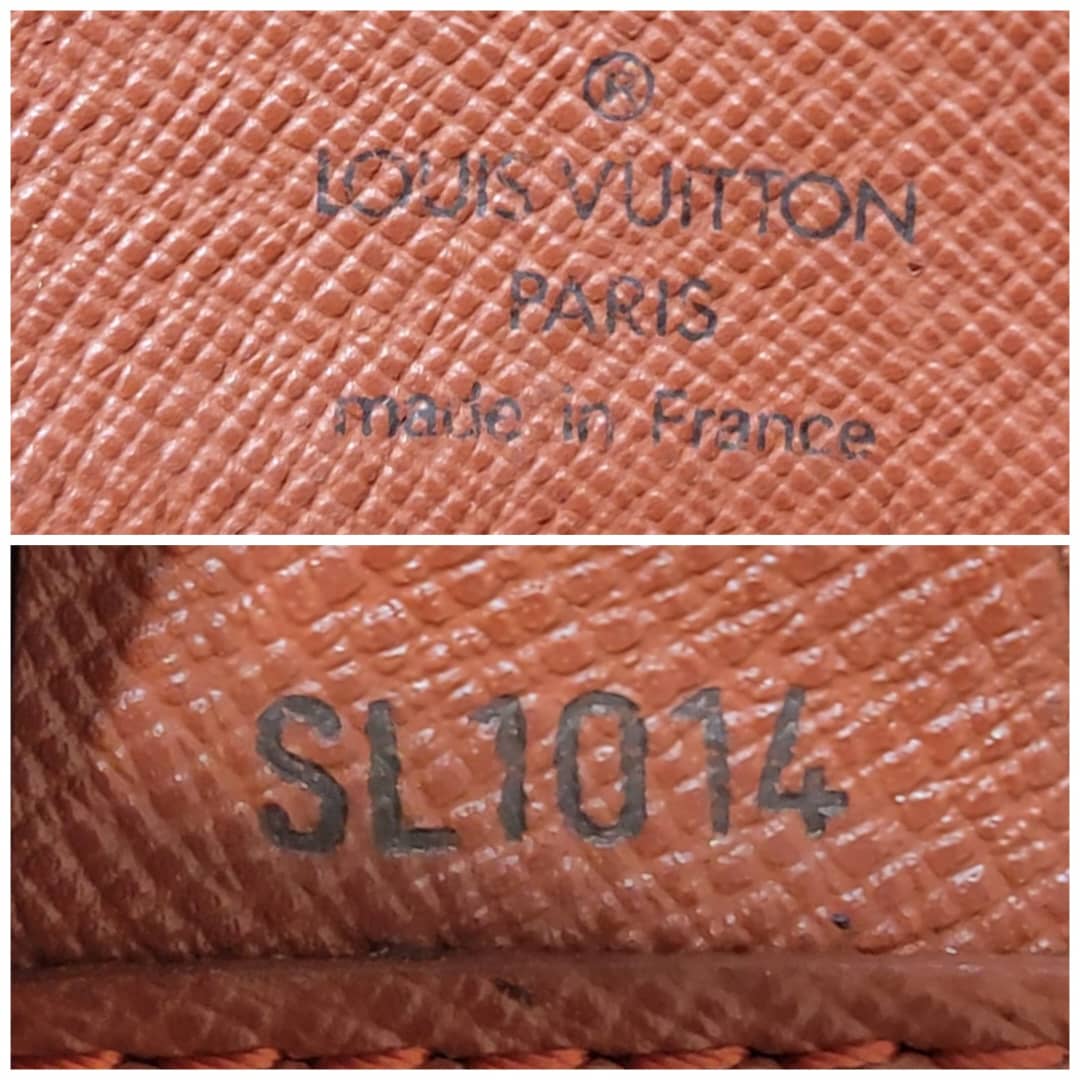 ®
LOUIS VUITTON
PARIS
made in France
SL1014